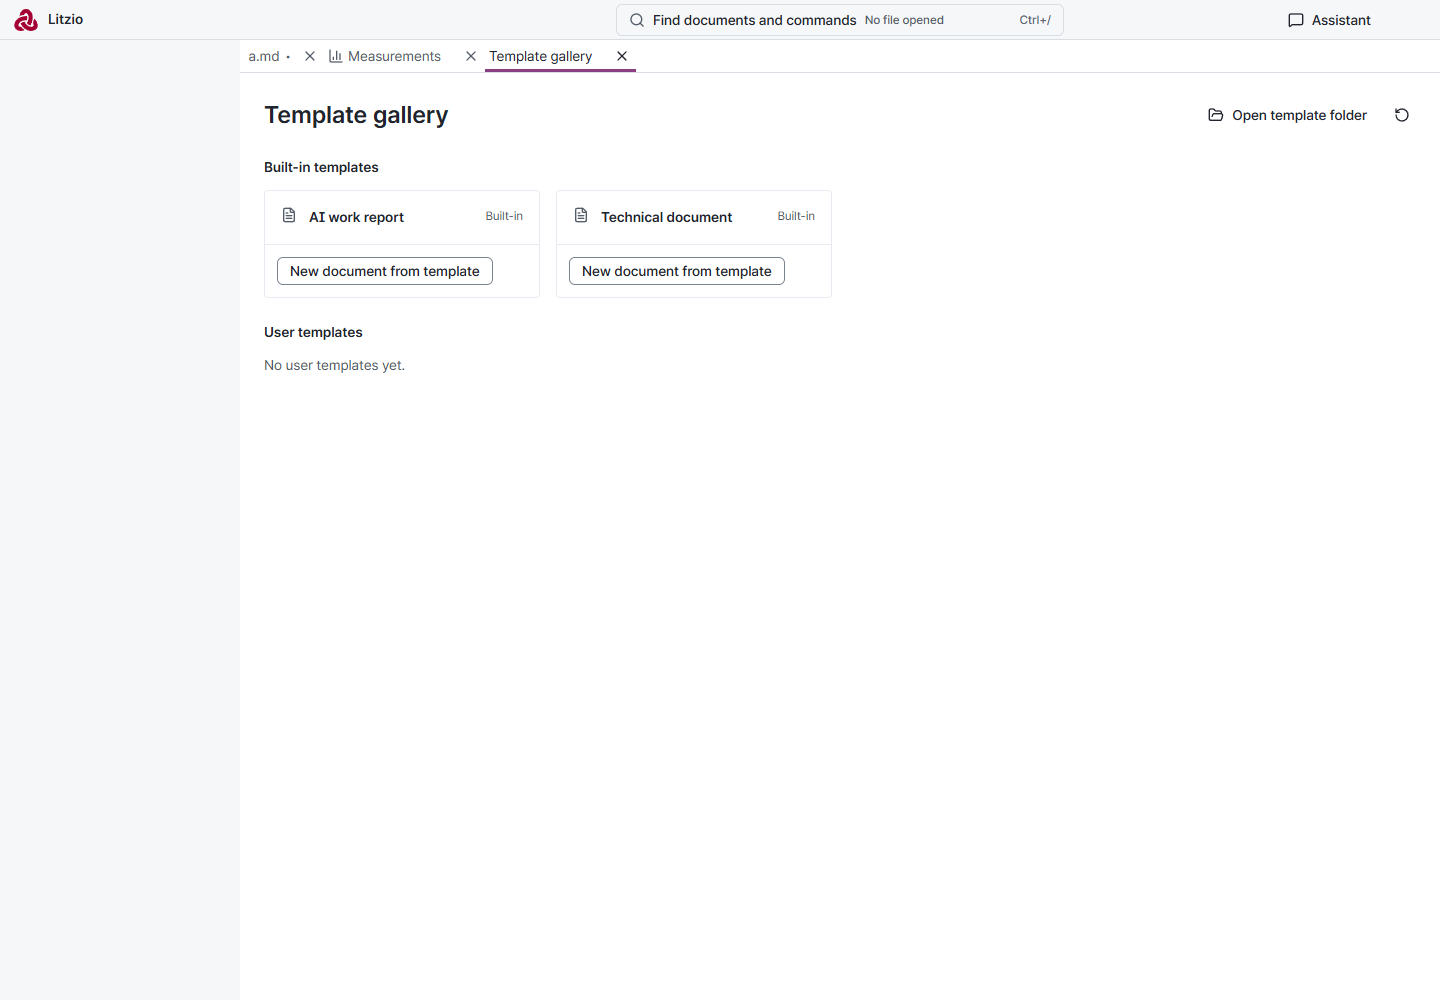 Litzio
Find documents and commands No file opened Ctrl+/
Assistant
a.md •
Measurements
Template gallery
Template gallery
Open template folder
Built-in templates
AI work report Built-in
Technical document Built-in
New document from template
New document from template
User templates
No user templates yet.